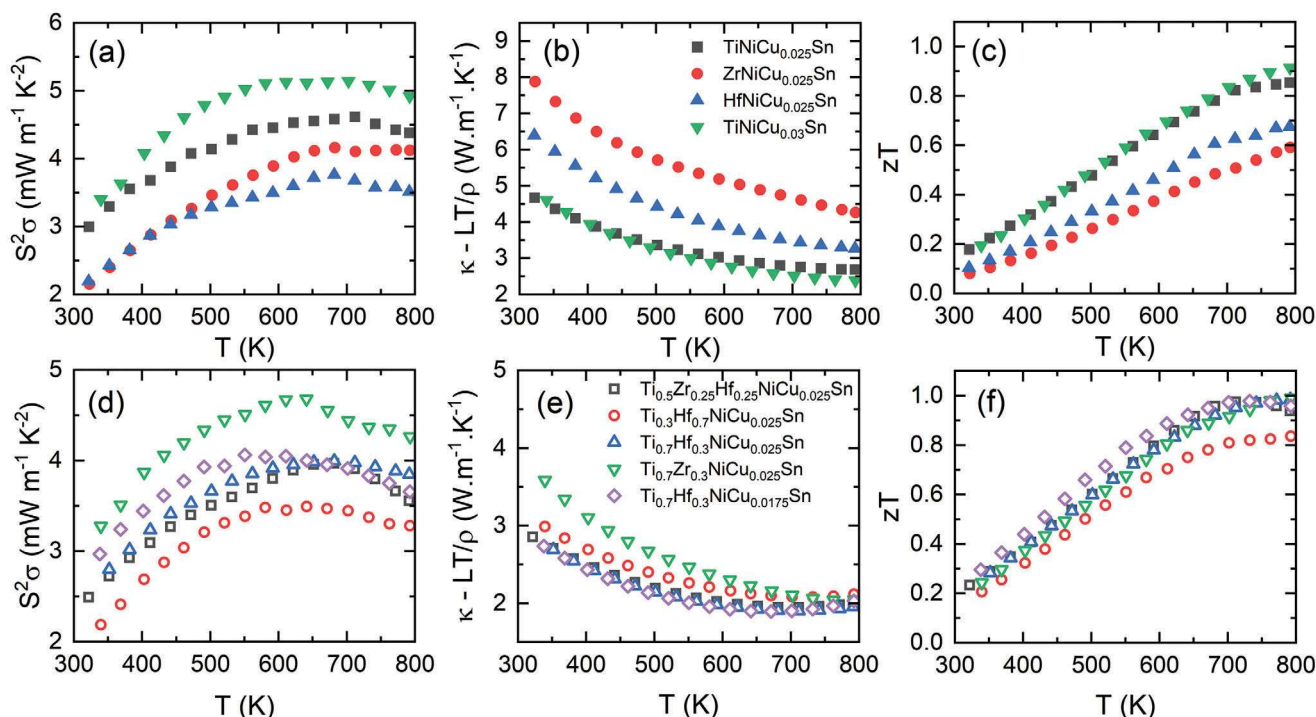 (a)
S²σ (mW m⁻¹ K⁻²)
6
5
4
3
2
300 400 500 600 700 800
T (K)
(b)
κ - LT/ρ (W.m⁻¹.K⁻¹)
9
8
7
6
5
4
3
2
TiNiCu₀.₀₂₅Sn
ZrNiCu₀.₀₂₅Sn
HfNiCu₀.₀₂₅Sn
TiNiCu₀.₀₃Sn
300 400 500 600 700 800
T (K)
(c)
zT
1.0
0.8
0.6
0.4
0.2
0.0
300 400 500 600 700 800
T (K)
(d)
S²σ (mW m⁻¹ K⁻²)
5
4
3
2
300 400 500 600 700 800
T (K)
(e)
κ - LT/ρ (W.m⁻¹.K⁻¹)
5
4
3
2
1
Ti₀.₅Zr₀.₂₅Hf₀.₂₅NiCu₀.₀₂₅Sn
Ti₀.₃Hf₀.₇NiCu₀.₀₂₅Sn
Ti₀.₇Hf₀.₃NiCu₀.₀₂₅Sn
Ti₀.₇Zr₀.₃NiCu₀.₀₂₅Sn
Ti₀.₇Hf₀.₃NiCu₀.₀₁₇₅Sn
300 400 500 600 700 800
T (K)
(f)
zT
1.0
0.8
0.6
0.4
0.2
0.0
300 400 500 600 700 800
T (K)